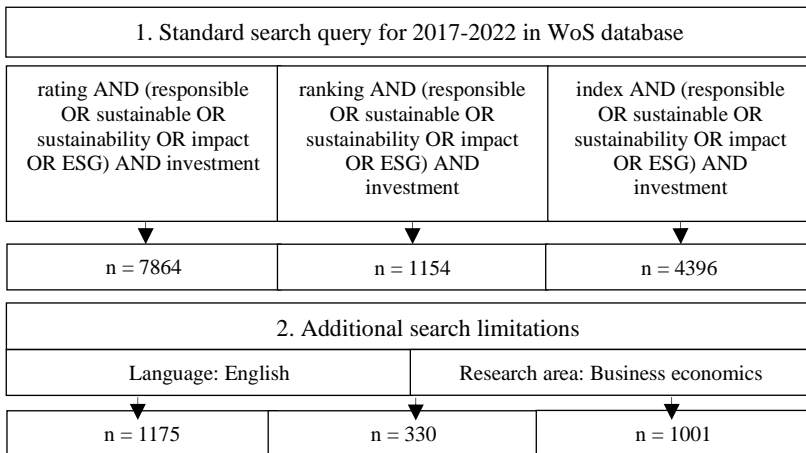 1. Standard search query for 2017-2022 in WoS database
rating AND (responsible
OR sustainable OR
sustainability OR impact
OR ESG) AND investment
ranking AND (responsible
OR sustainable OR
sustainability OR impact
OR ESG) AND
investment
index AND (responsible
OR sustainable OR
sustainability OR impact
OR ESG) AND
investment
n = 7864
n = 1154
n = 4396
2. Additional search limitations
Language: English
Research area: Business economics
n = 1175
n = 330
n = 1001